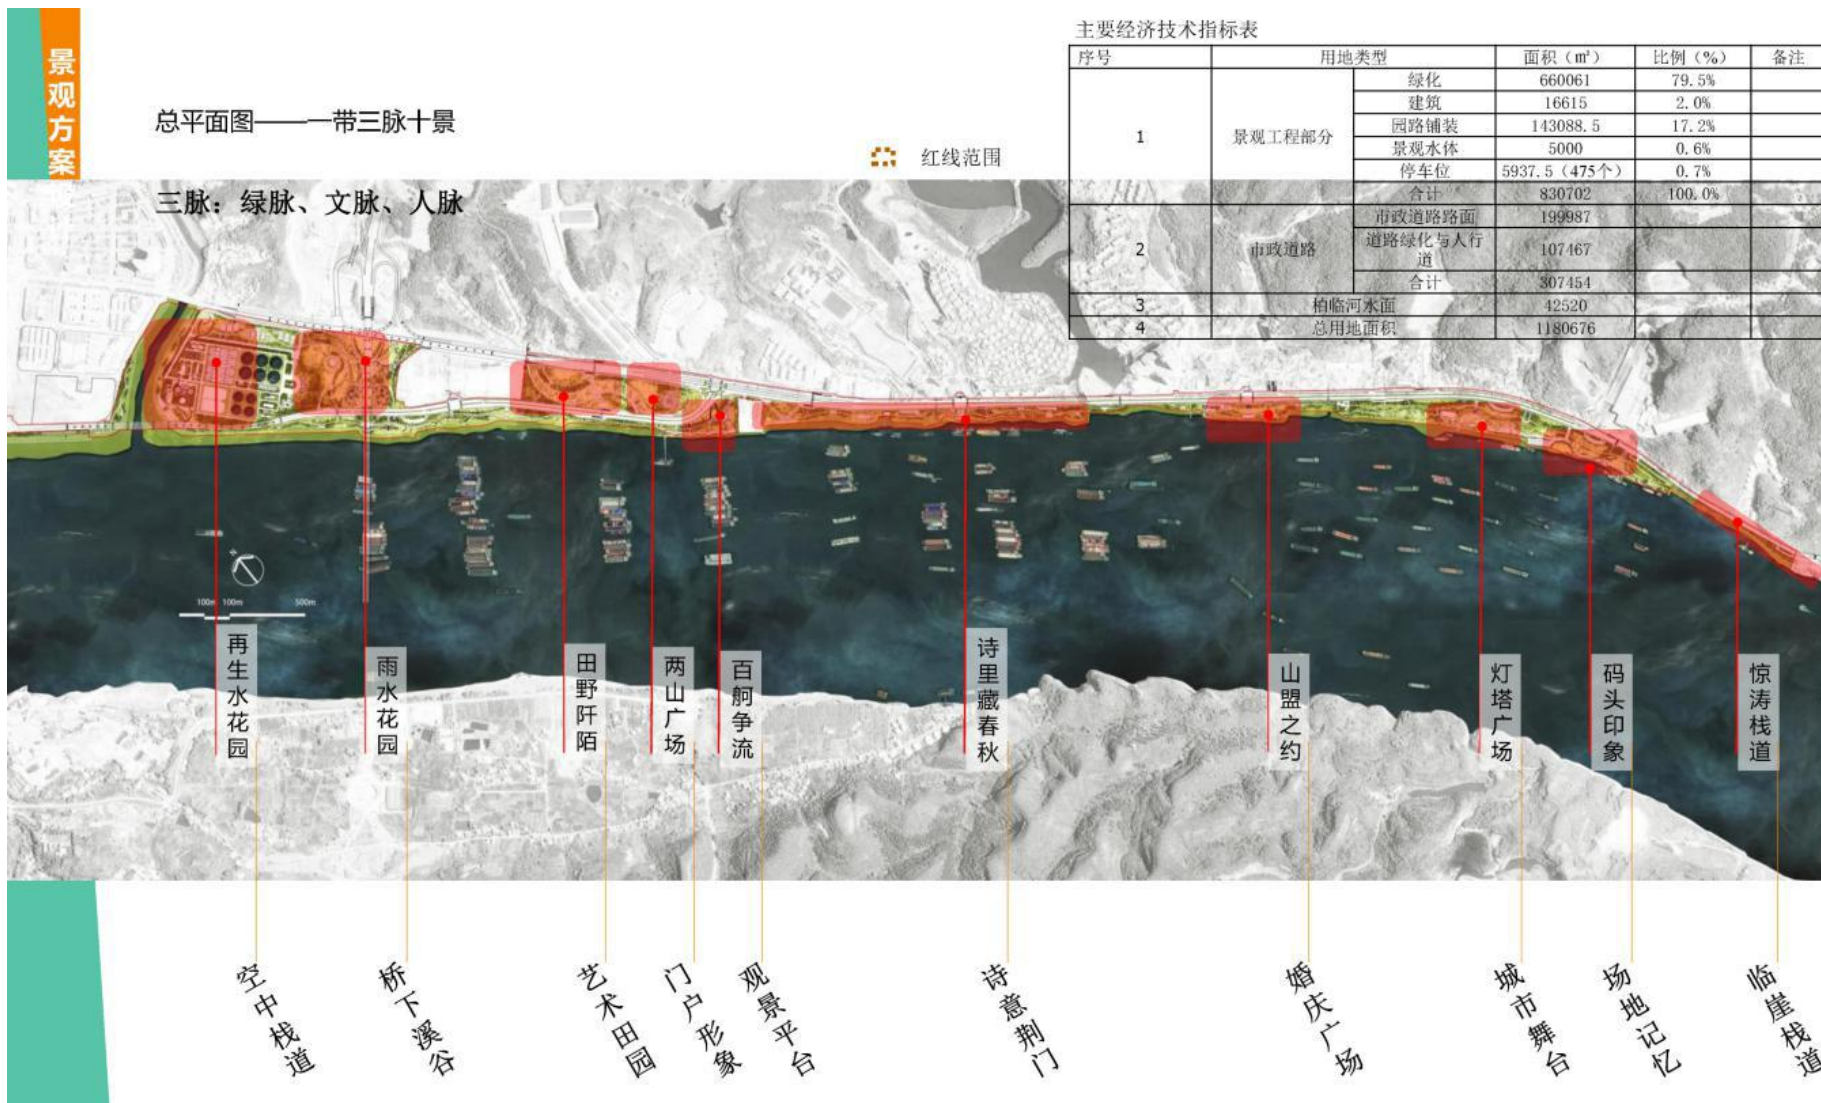 景观方案
总平面图——一带三脉十景
三脉：绿脉、文脉、人脉
红线范围
主要经济技术指标表
序号 用地类型 面积（㎡） 比例（%） 备注
1 景观工程部分 绿化 660061 79.5%
建筑 16615 2.0%
园路铺装 143088.5 17.2%
景观水体 5000 0.6%
停车位 5937.5（475个） 0.7%
合计 830702 100.0%
2 市政道路 市政道路路面 199987
道路绿化与人行道 107467
合计 307454
3 柏临河水面 42520
4 总用地面积 1180676
100m 100m 500m
再生水花园
雨水花园
田野阡陌
两山广场
百舸争流
诗里藏春秋
山盟之约
灯塔广场
码头印象
惊涛栈道
空中栈道
桥下溪谷
艺术田园
门户形象
观景平台
诗意荆门
婚庆广场
城市舞台
场地记忆
临崖栈道